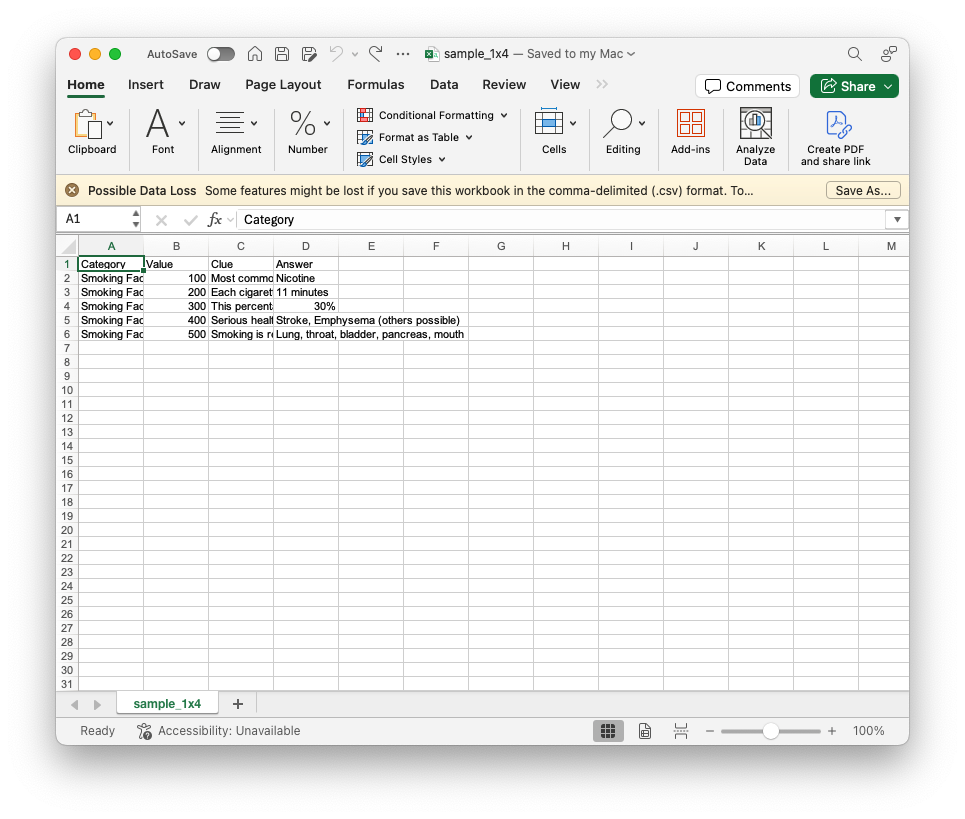 AutoSave sample_1x4 — Saved to my Mac
Home Insert Draw Page Layout Formulas Data Review View Comments Share
Clipboard Font Alignment Number Conditional Formatting Format as Table Cell Styles Cells Editing Add-ins Analyze Data Create PDF and share link
Possible Data Loss Some features might be lost if you save this workbook in the comma-delimited (.csv) format. To... Save As...
A1 fx Category
A B C D E F G H I J K L M
1 Category Value Clue Answer
2 Smoking Fac 100 Most commo Nicotine
3 Smoking Fac 200 Each cigaret 11 minutes
4 Smoking Fac 300 This percent 30%
5 Smoking Fac 400 Serious healt Stroke, Emphysema (others possible)
6 Smoking Fac 500 Smoking is re Lung, throat, bladder, pancreas, mouth
7
8
9
10
11
12
13
14
15
16
17
18
19
20
21
22
23
24
25
26
27
28
29
30
31
sample_1x4 +
Ready Accessibility: Unavailable 100%